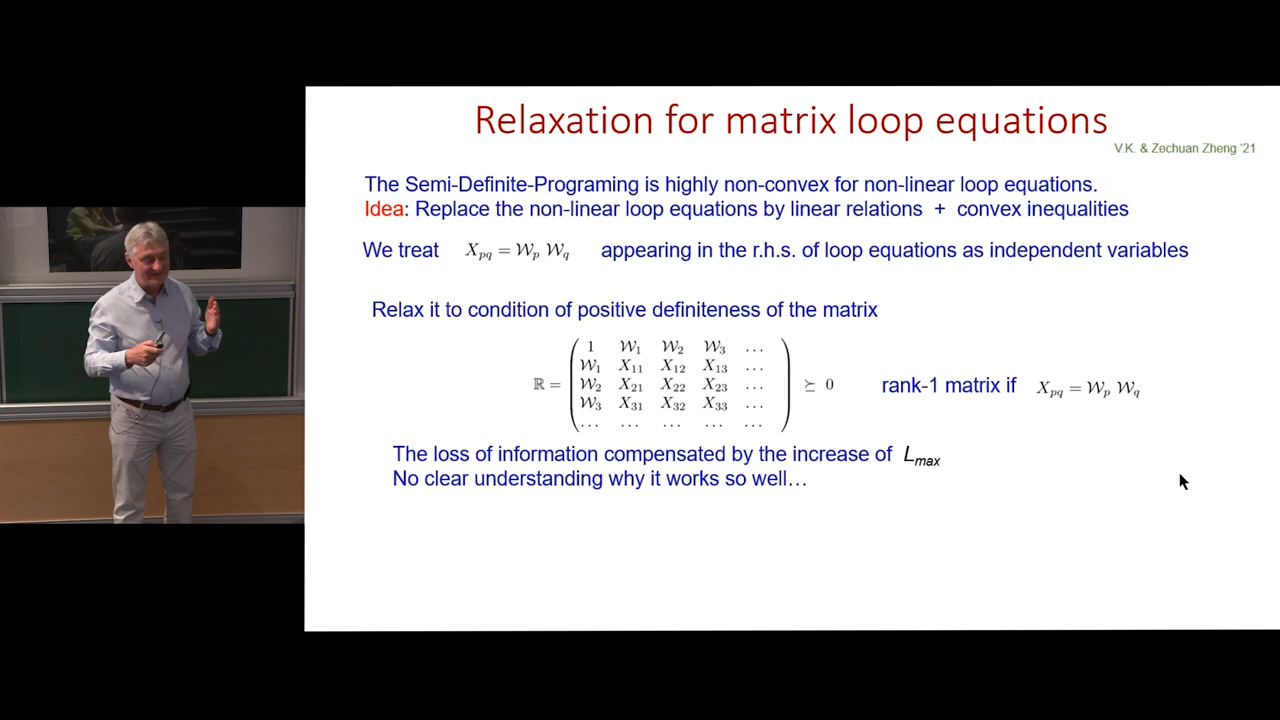 Relaxation for matrix loop equations
V.K. & Zechuan Zheng '21
The Semi-Definite-Programing is highly non-convex for non-linear loop equations.
Idea: Replace the non-linear loop equations by linear relations + convex inequalities
We treat X_{pq} = 𝒲_p 𝒲_q appearing in the r.h.s. of loop equations as independent variables
Relax it to condition of positive definiteness of the matrix
1 𝒲_1 𝒲_2 𝒲_3 …
𝒲_1 X_{11} X_{12} X_{13} …
ℝ = 𝒲_2 X_{21} X_{22} X_{23} … ⪰ 0 rank-1 matrix if X_{pq} = 𝒲_p 𝒲_q
𝒲_3 X_{31} X_{32} X_{33} …
… … … … …
The loss of information compensated by the increase of L_{max}
No clear understanding why it works so well…